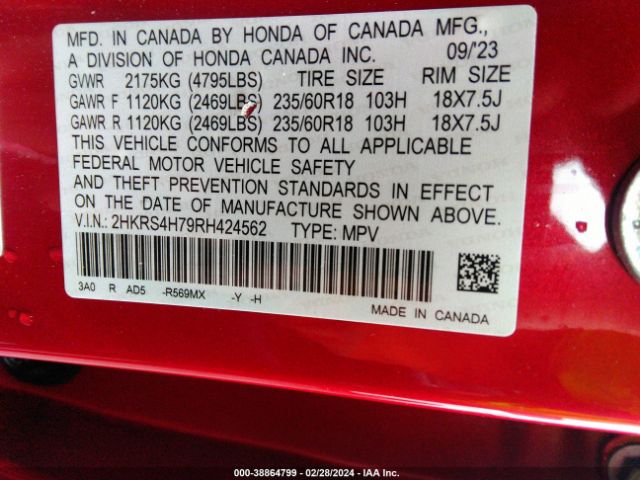 MFD. IN CANADA BY HONDA OF CANADA MFG.,
A DIVISION OF HONDA CANADA INC. 09/'23
GVWR 2175KG (4795LBS) TIRE SIZE RIM SIZE
GAWR F 1120KG (2469LBS) 235/60R18 103H 18X7.5J
GAWR R 1120KG (2469LBS) 235/60R18 103H 18X7.5J
THIS VEHICLE CONFORMS TO ALL APPLICABLE
FEDERAL MOTOR VEHICLE SAFETY
AND THEFT PREVENTION STANDARDS IN EFFECT
ON THE DATE OF MANUFACTURE SHOWN ABOVE.
V.I.N.: 2HKRS4H79RH424562 TYPE: MPV
3A0 R AD5 -R569MX -Y -H
MADE IN CANADA
000-38864799 - 02/28/2024 - IAA Inc.